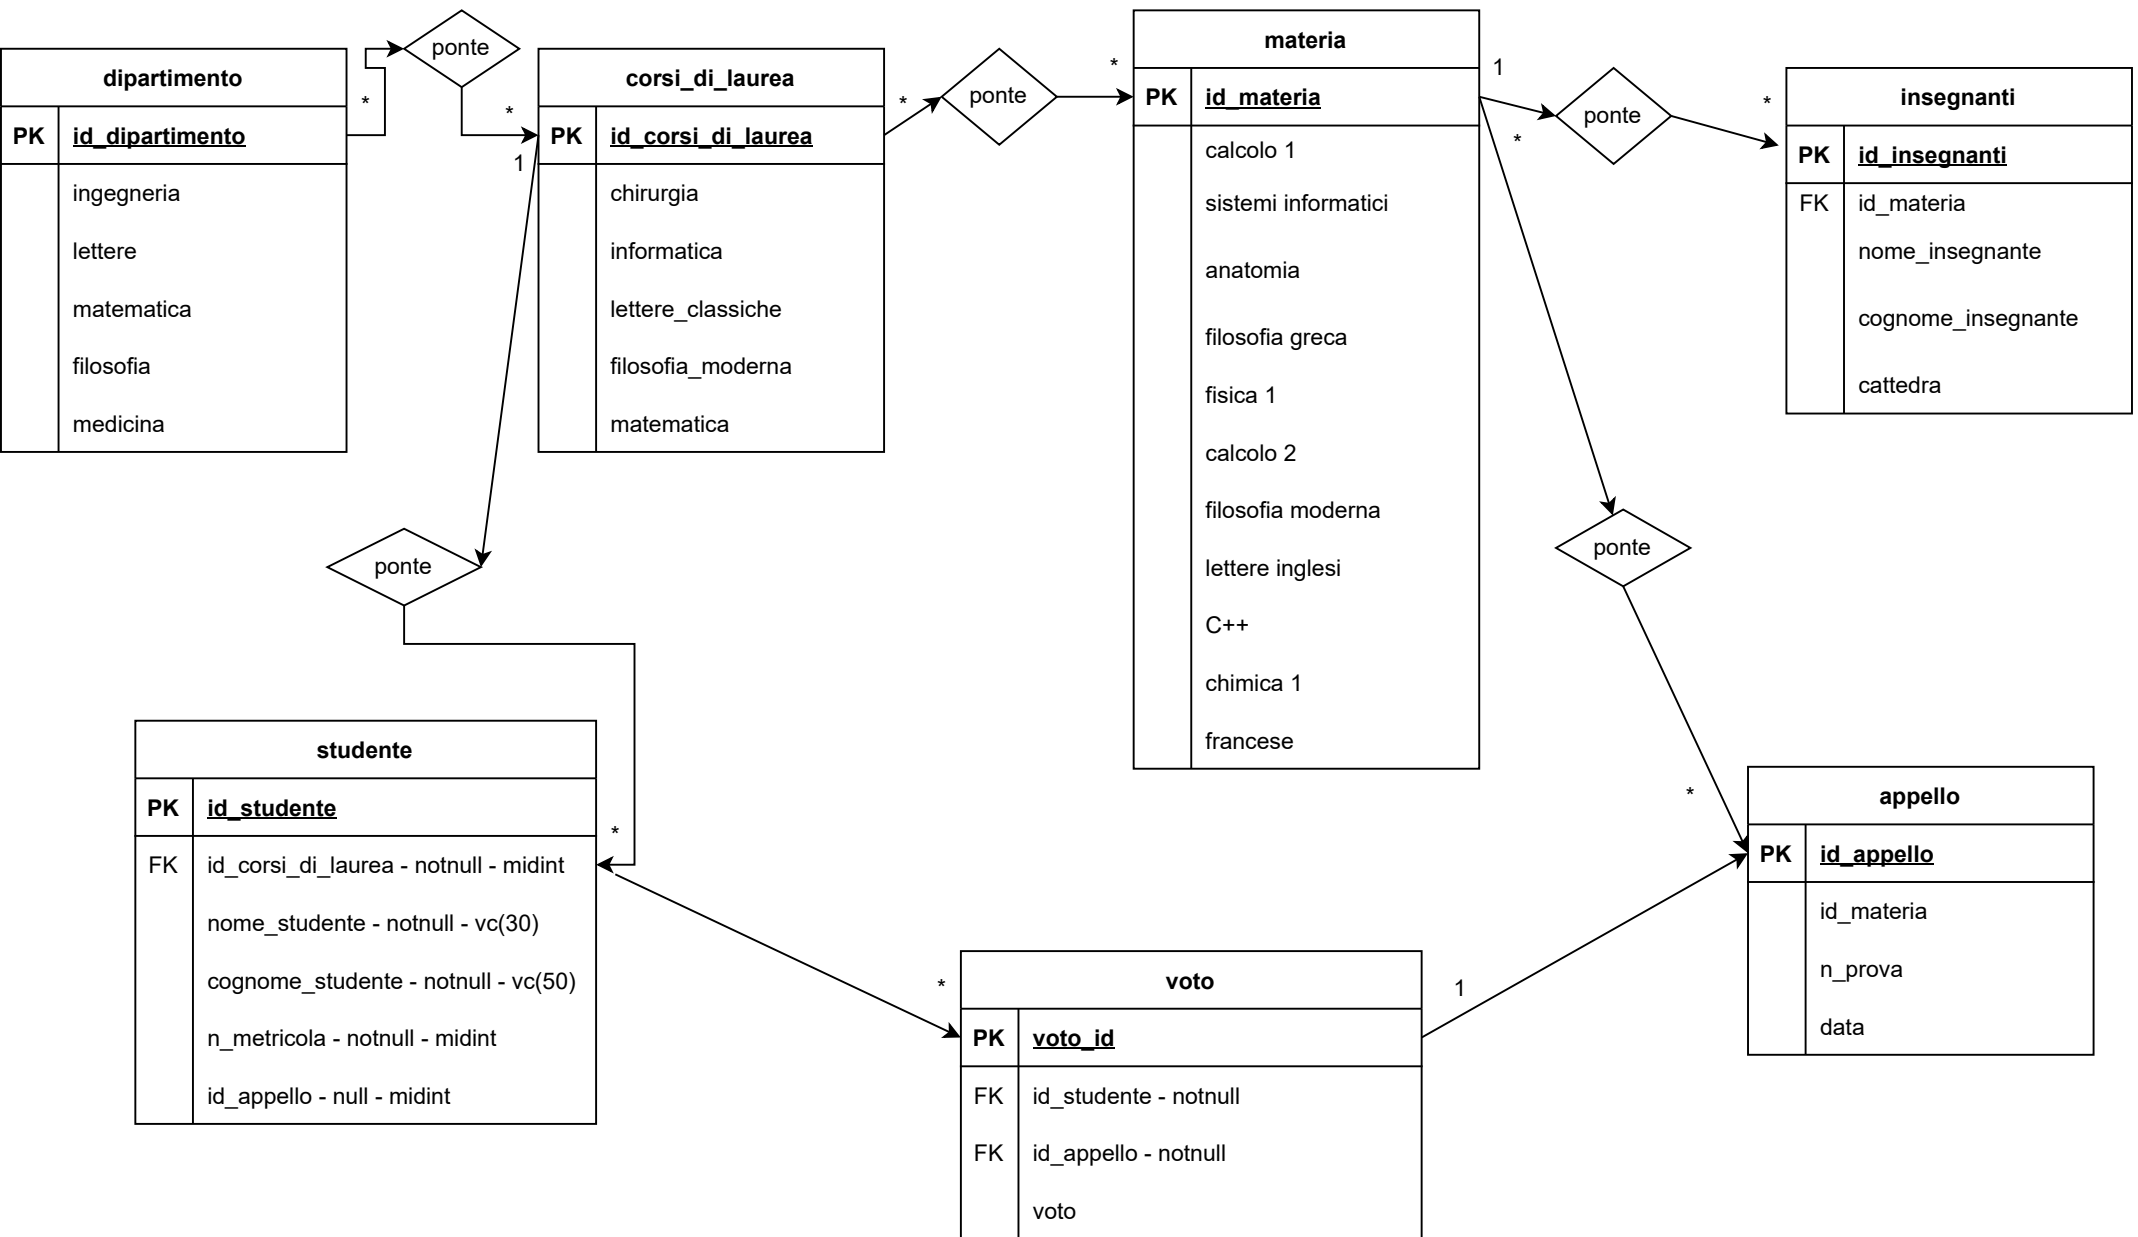 dipartimento
PK id_dipartimento
ingegneria
lettere
matematica
filosofia
medicina
*
ponte
*
1
corsi_di_laurea
PK id_corsi_di_laurea
chirurgia
informatica
lettere_classiche
filosofia_moderna
matematica
*
ponte
*
materia
PK id_materia
calcolo 1
sistemi informatici
anatomia
filosofia greca
fisica 1
calcolo 2
filosofia moderna
lettere inglesi
C++
chimica 1
francese
1
*
ponte
*
insegnanti
PK id_insegnanti
FK id_materia
nome_insegnante
cognome_insegnante
cattedra
ponte
ponte
studente
PK id_studente
FK id_corsi_di_laurea - notnull - midint
nome_studente - notnull - vc(30)
cognome_studente - notnull - vc(50)
n_metricola - notnull - midint
id_appello - null - midint
*
*
voto
PK voto_id
FK id_studente - notnull
FK id_appello - notnull
voto
1
*
appello
PK id_appello
id_materia
n_prova
data